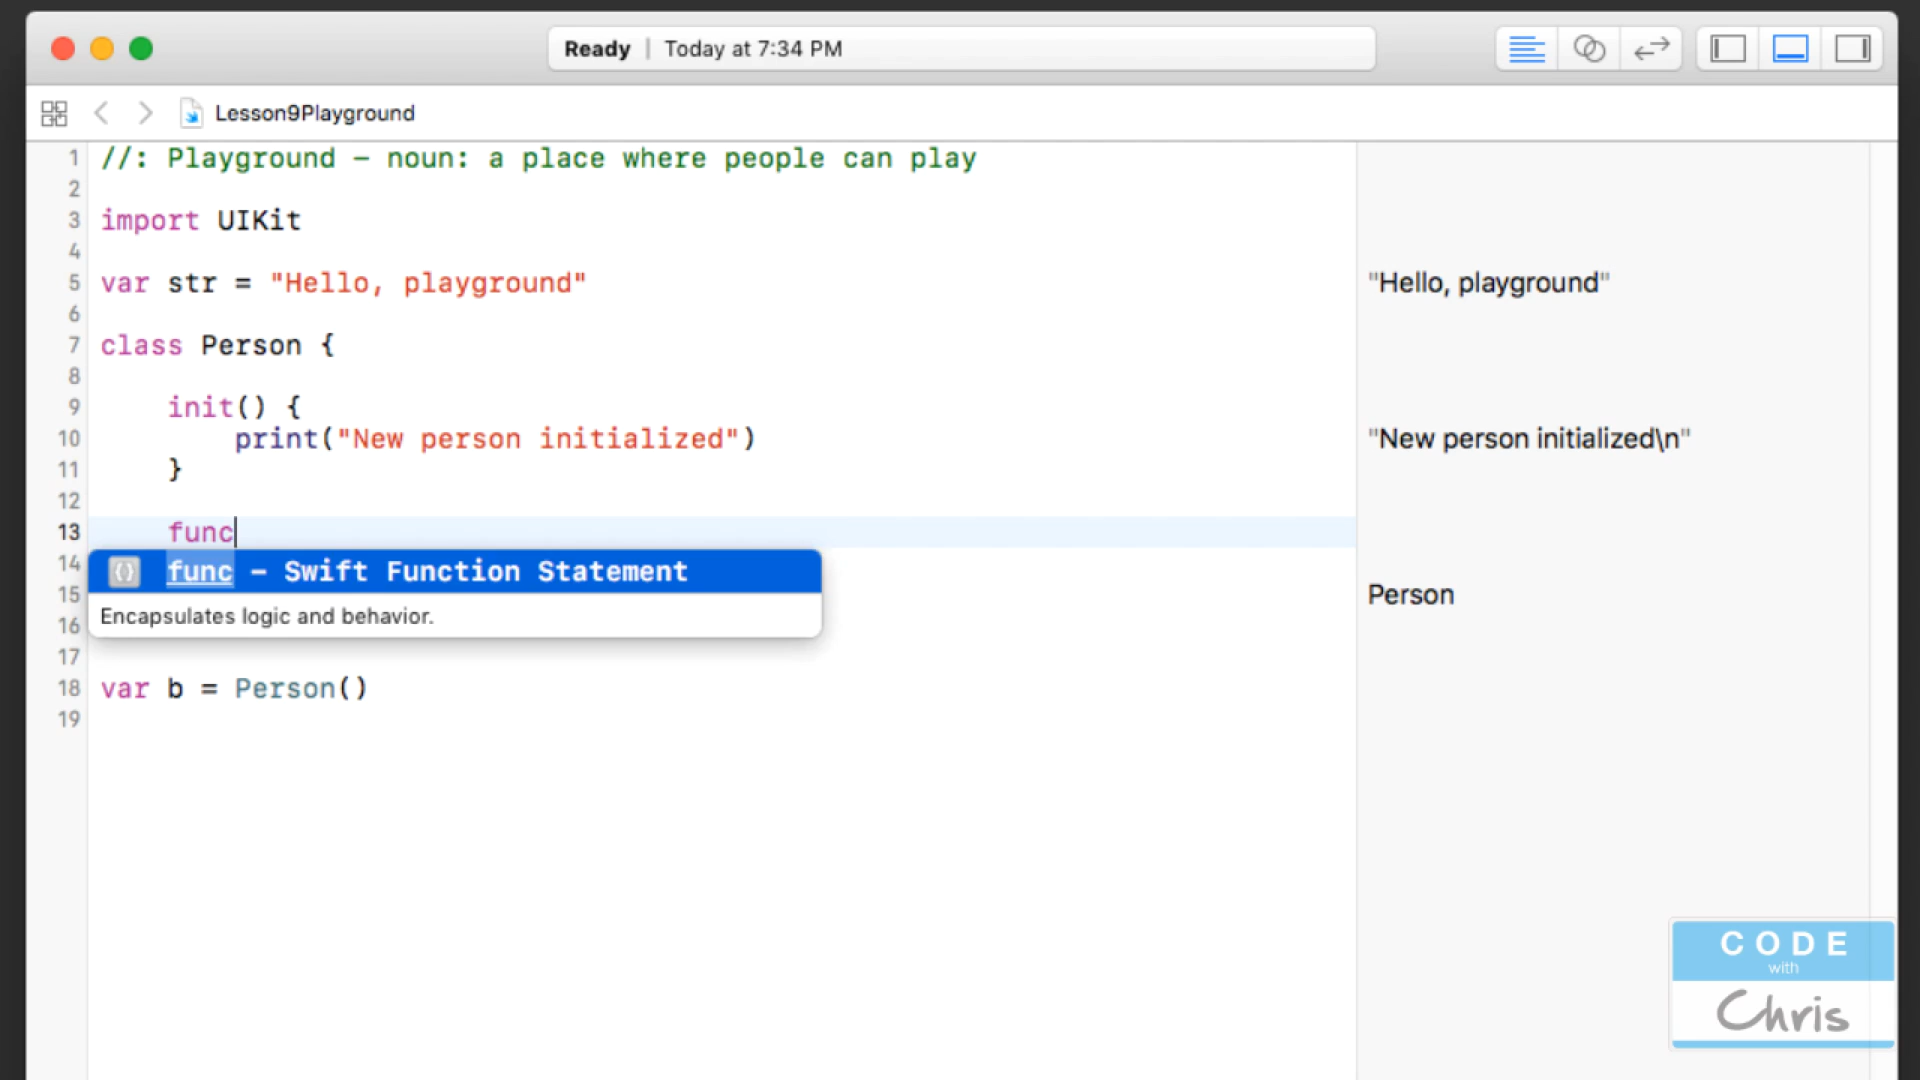 Ready | Today at 7:34 PM
Lesson9Playground
1 //: Playground – noun: a place where people can play
2
3 import UIKit
4
5 var str = "Hello, playground" "Hello, playground"
6
7 class Person {
8
9 init() {
10 print("New person initialized") "New person initialized\n"
11 }
12
13 func
14 {} func – Swift Function Statement
15 Person
16 Encapsulates logic and behavior.
17
18 var b = Person()
19
CODE
with
Chris